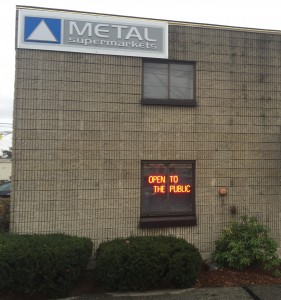 METAL
supermarkets
OPEN TO
THE PUBLIC